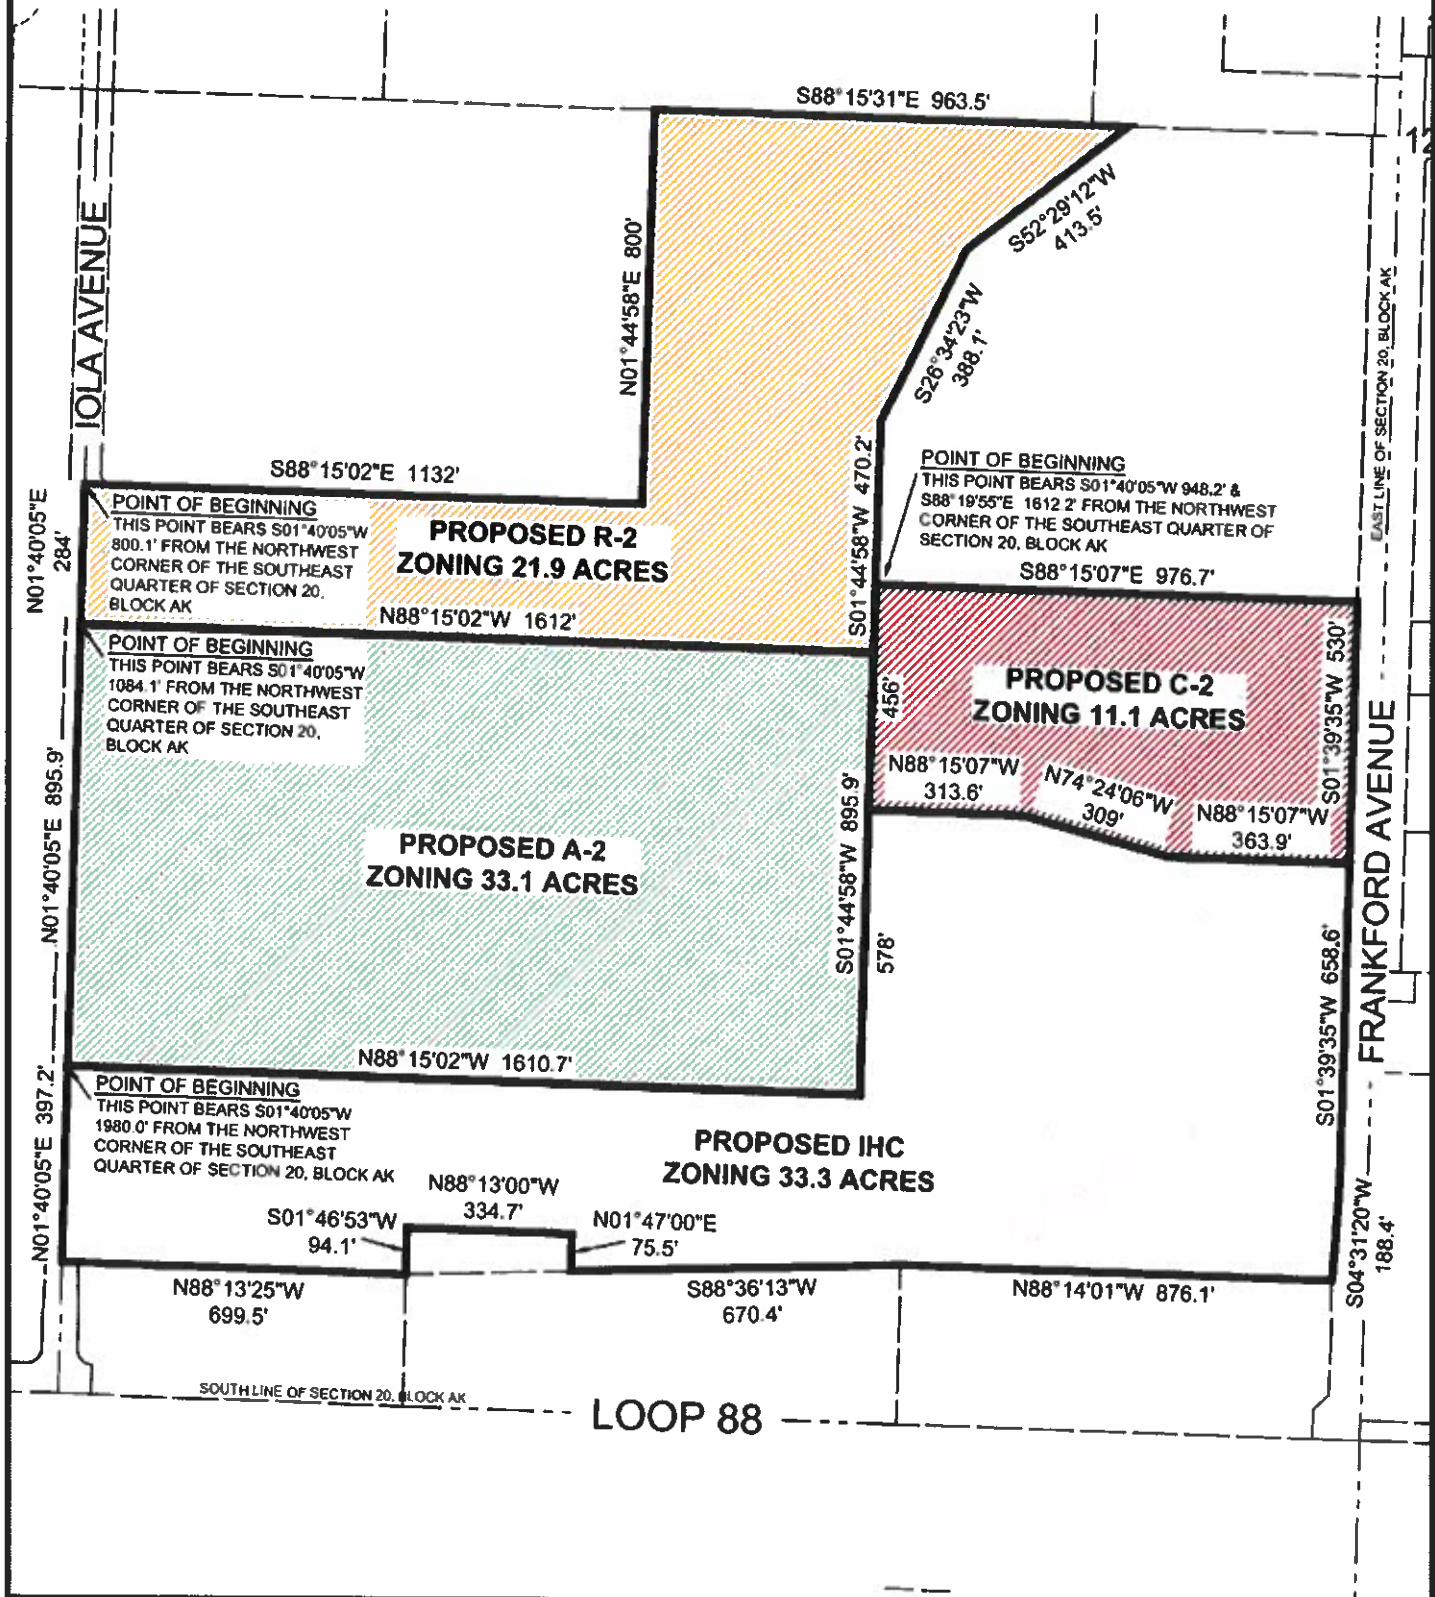 S88°15'31"E 963.5'
12
IOLA AVENUE
N01°44'58"E 800'
S52°29'12"W
413.5'
S26°34'23"W
388.1'
EAST LINE OF SECTION 20, BLOCK AK
S88°15'02"E 1132'
N01°40'05"E
284'
POINT OF BEGINNING
THIS POINT BEARS S01°40'05"W
800.1' FROM THE NORTHWEST
CORNER OF THE SOUTHEAST
QUARTER OF SECTION 20,
BLOCK AK
PROPOSED R-2
ZONING 21.9 ACRES
S01°44'58"W 470.2'
POINT OF BEGINNING
THIS POINT BEARS S01°40'05"W 948.2' &
S88°19'55"E 1612.2' FROM THE NORTHWEST
CORNER OF THE SOUTHEAST QUARTER OF
SECTION 20, BLOCK AK
S88°15'07"E 976.7'
N88°15'02"W 1612'
POINT OF BEGINNING
THIS POINT BEARS S01°40'05"W
1084.1' FROM THE NORTHWEST
CORNER OF THE SOUTHEAST
QUARTER OF SECTION 20,
BLOCK AK
456'
PROPOSED C-2
ZONING 11.1 ACRES
S01°39'35"W 530'
N88°15'07"W
313.6'
N74°24'06"W
309'
N88°15'07"W
363.9'
FRANKFORD AVENUE
N01°40'05"E 895.9'
PROPOSED A-2
ZONING 33.1 ACRES
S01°44'58"W 895.9'
578'
S01°39'35"W 658.6'
N88°15'02"W 1610.7'
N01°40'05"E 397.2'
POINT OF BEGINNING
THIS POINT BEARS S01°40'05"W
1980.0' FROM THE NORTHWEST
CORNER OF THE SOUTHEAST
QUARTER OF SECTION 20, BLOCK AK
PROPOSED IHC
ZONING 33.3 ACRES
N88°13'00"W
334.7'
S01°46'53"W
94.1'
N01°47'00"E
75.5'
S04°31'20"W
188.4'
N88°13'25"W
699.5'
S88°36'13"W
670.4'
N88°14'01"W 876.1'
SOUTH LINE OF SECTION 20, BLOCK AK
LOOP 88